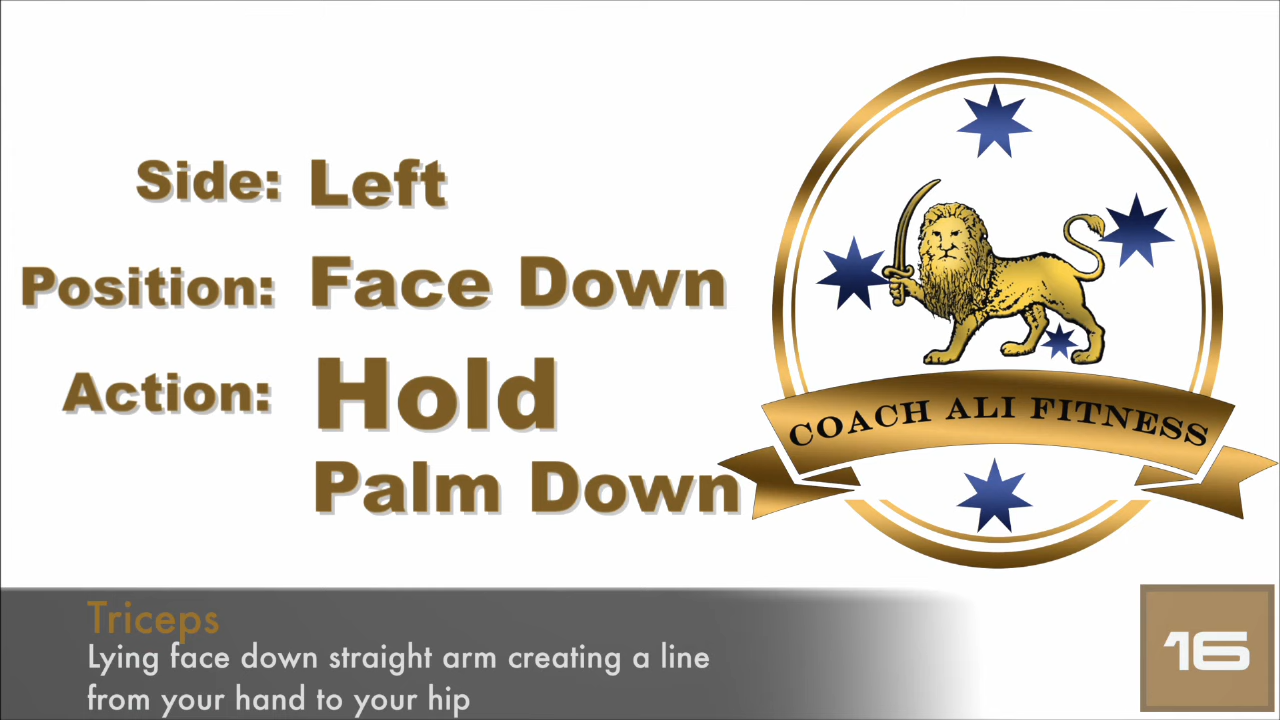 Side: Left
Position: Face Down
Action: Hold
Palm Down
COACH ALI FITNESS
Triceps
Lying face down straight arm creating a line
from your hand to your hip
16